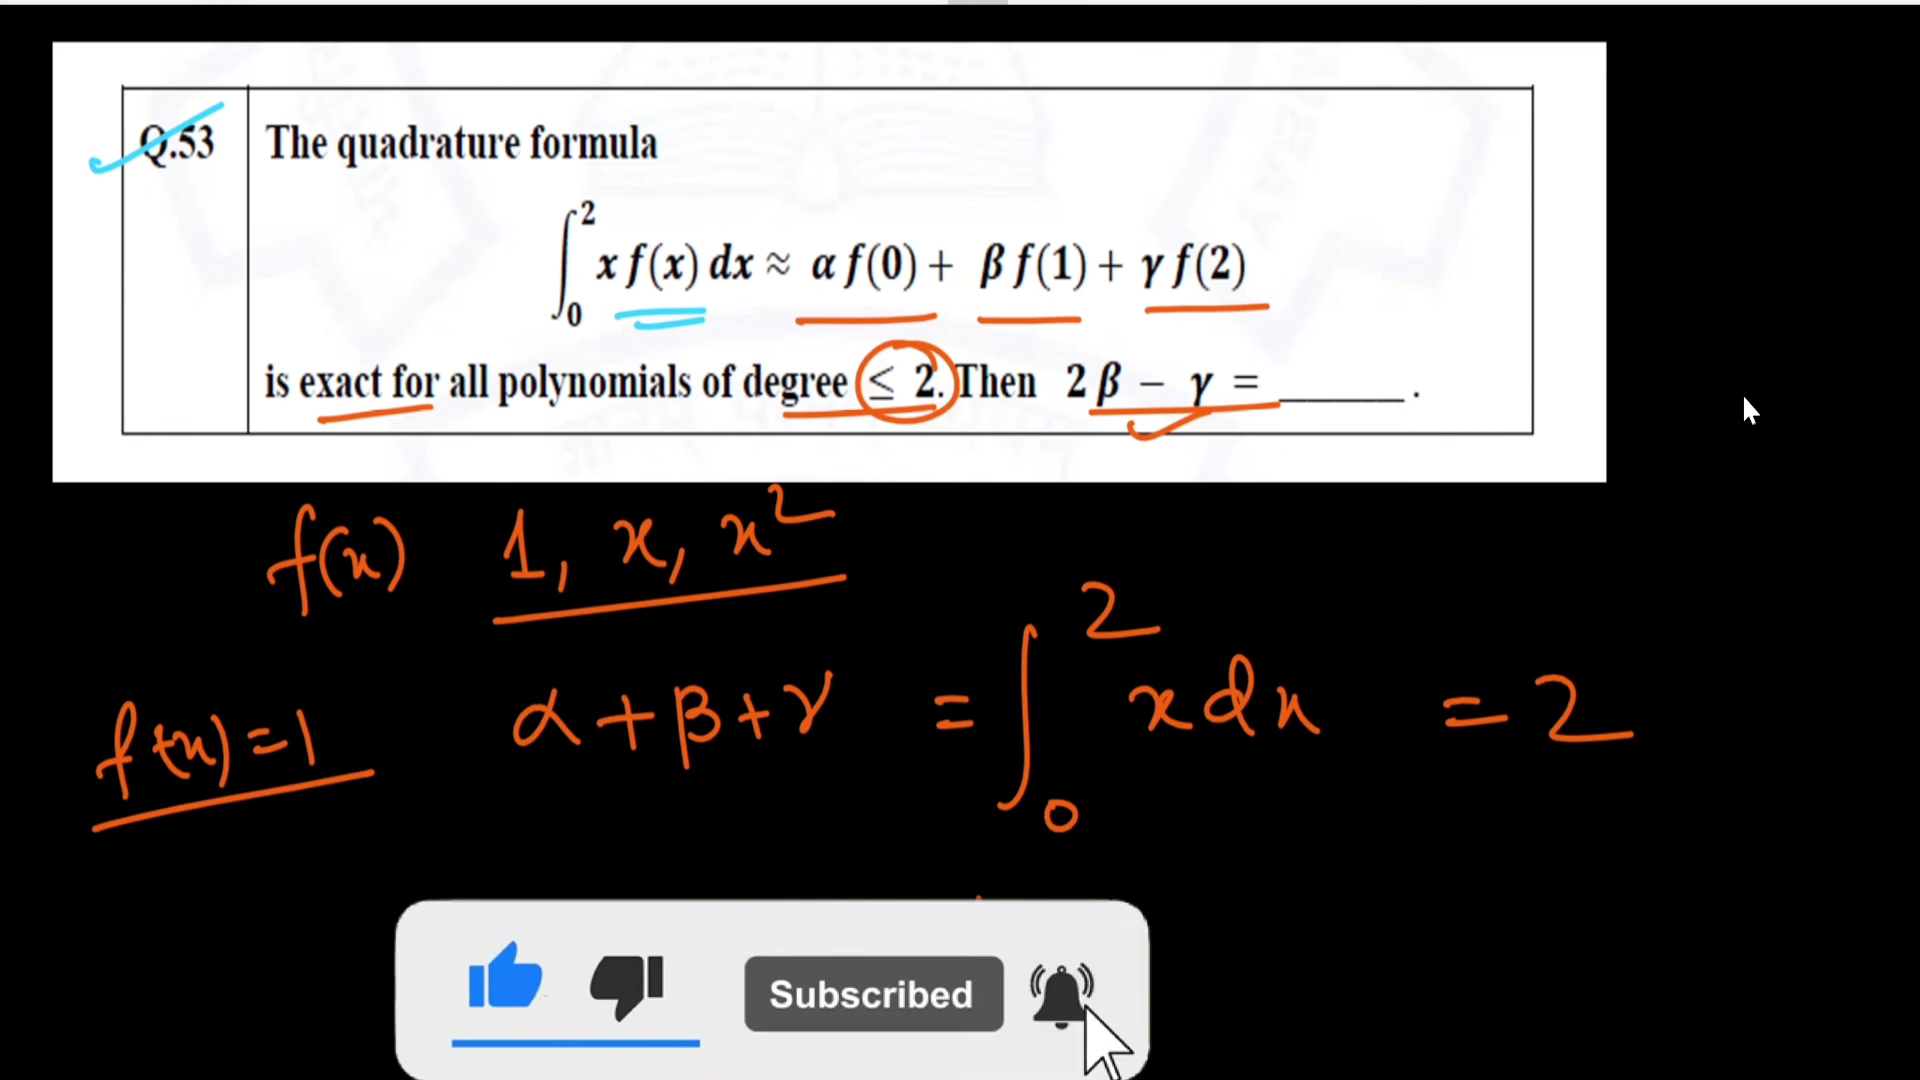 Q.53 The quadrature formula
∫₀² x f(x) dx ≈ α f(0) + β f(1) + γ f(2)
is exact for all polynomials of degree ≤ 2. Then 2 β − γ = ______ .
f(x) 1, x, x²
f(x)=1 α+β+γ = ∫₀² x dx = 2
Subscribed